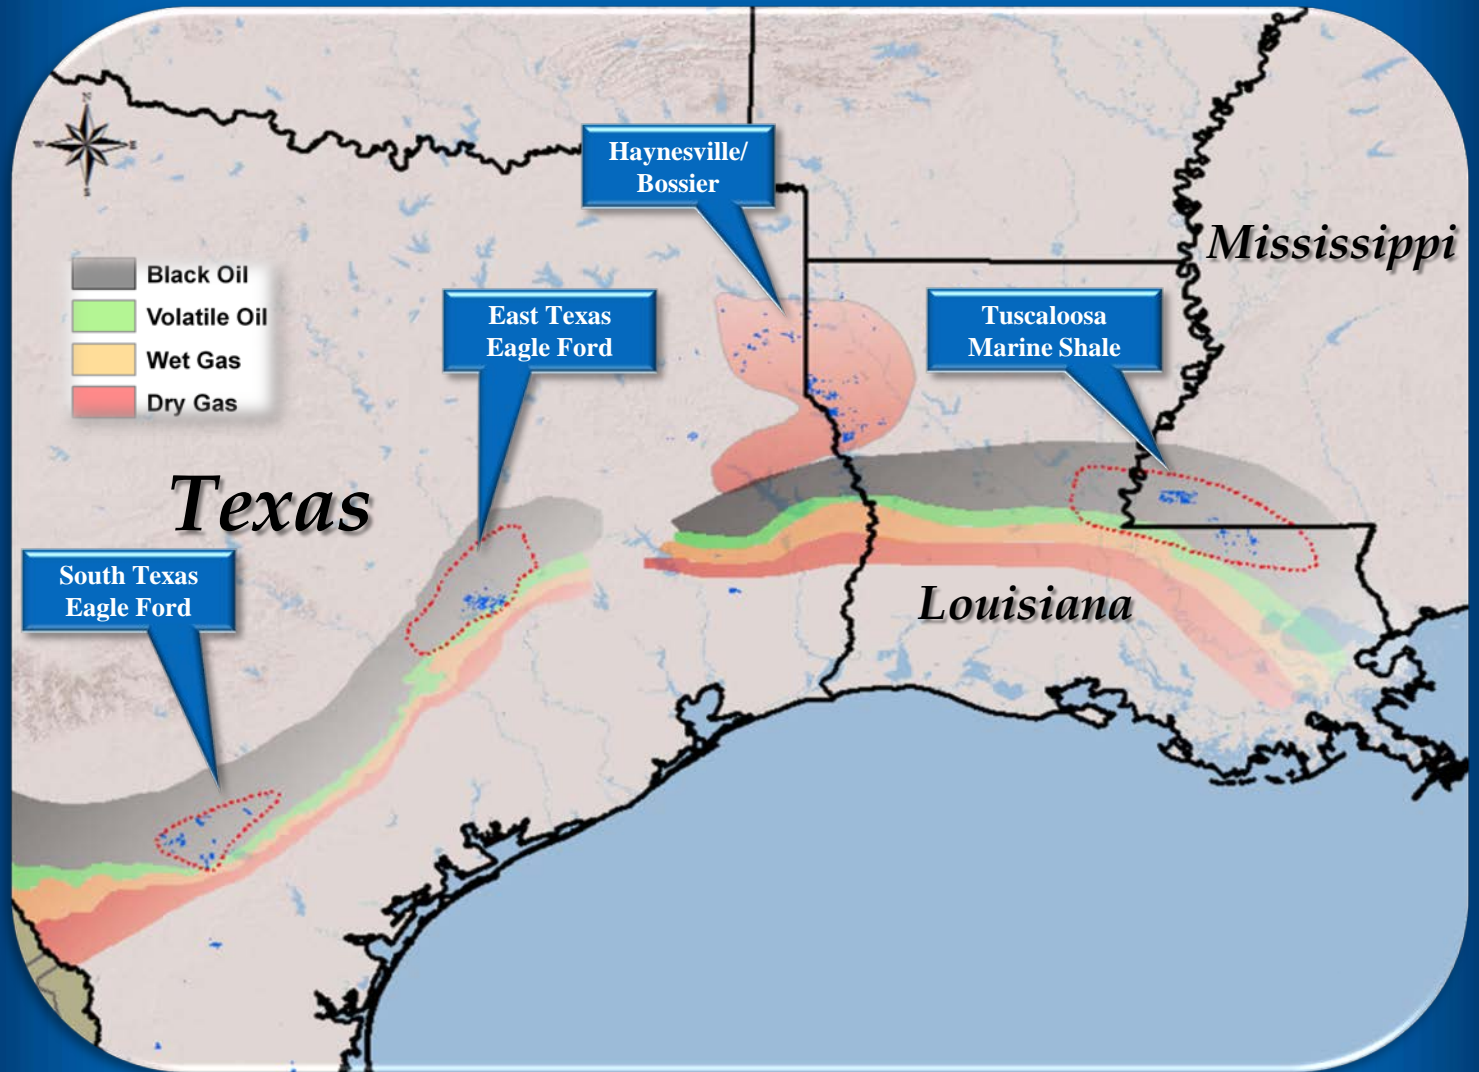 N
W
E
S
Haynesville/
Bossier
Mississippi
Black Oil
Volatile Oil
Wet Gas
Dry Gas
East Texas
Eagle Ford
Tuscaloosa
Marine Shale
Texas
South Texas
Eagle Ford
Louisiana